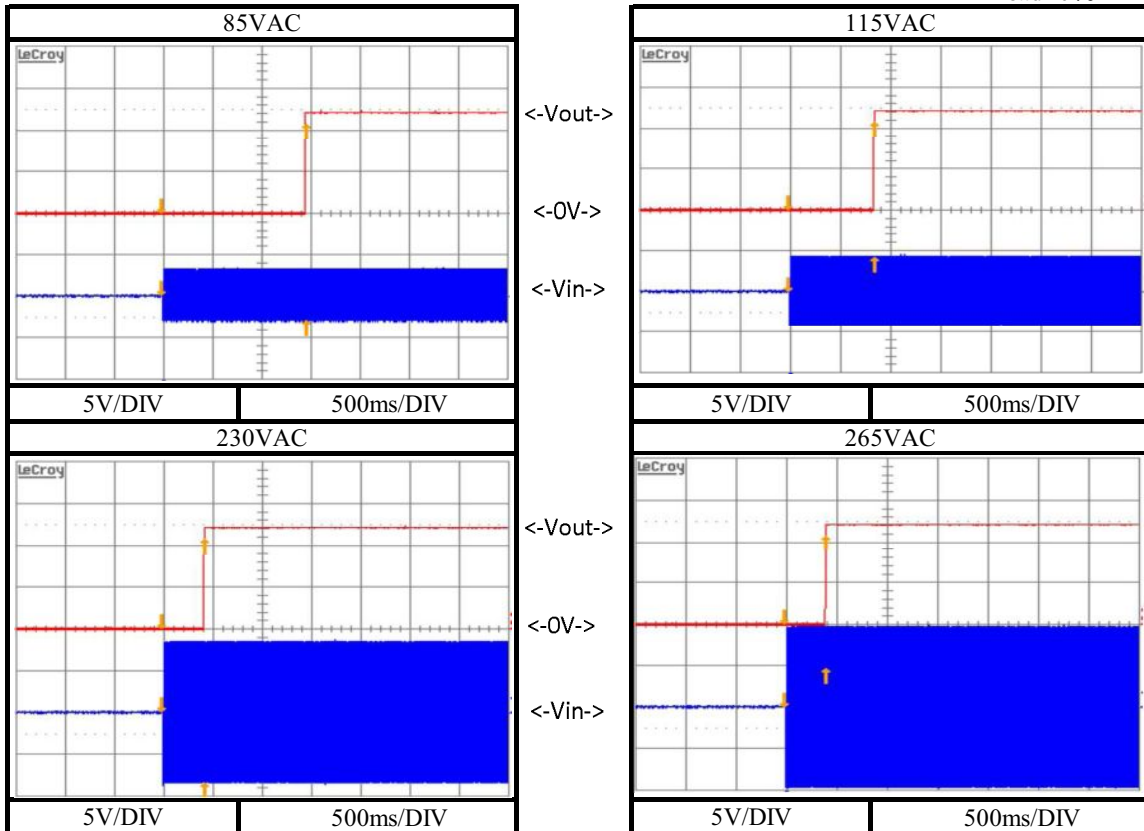 85VAC
115VAC
LeCroy
LeCroy
<-Vout->
<-0V->
<-Vin->
5V/DIV
500ms/DIV
5V/DIV
500ms/DIV
230VAC
265VAC
LeCroy
LeCroy
<-Vout->
<-0V->
<-Vin->
5V/DIV
500ms/DIV
5V/DIV
500ms/DIV